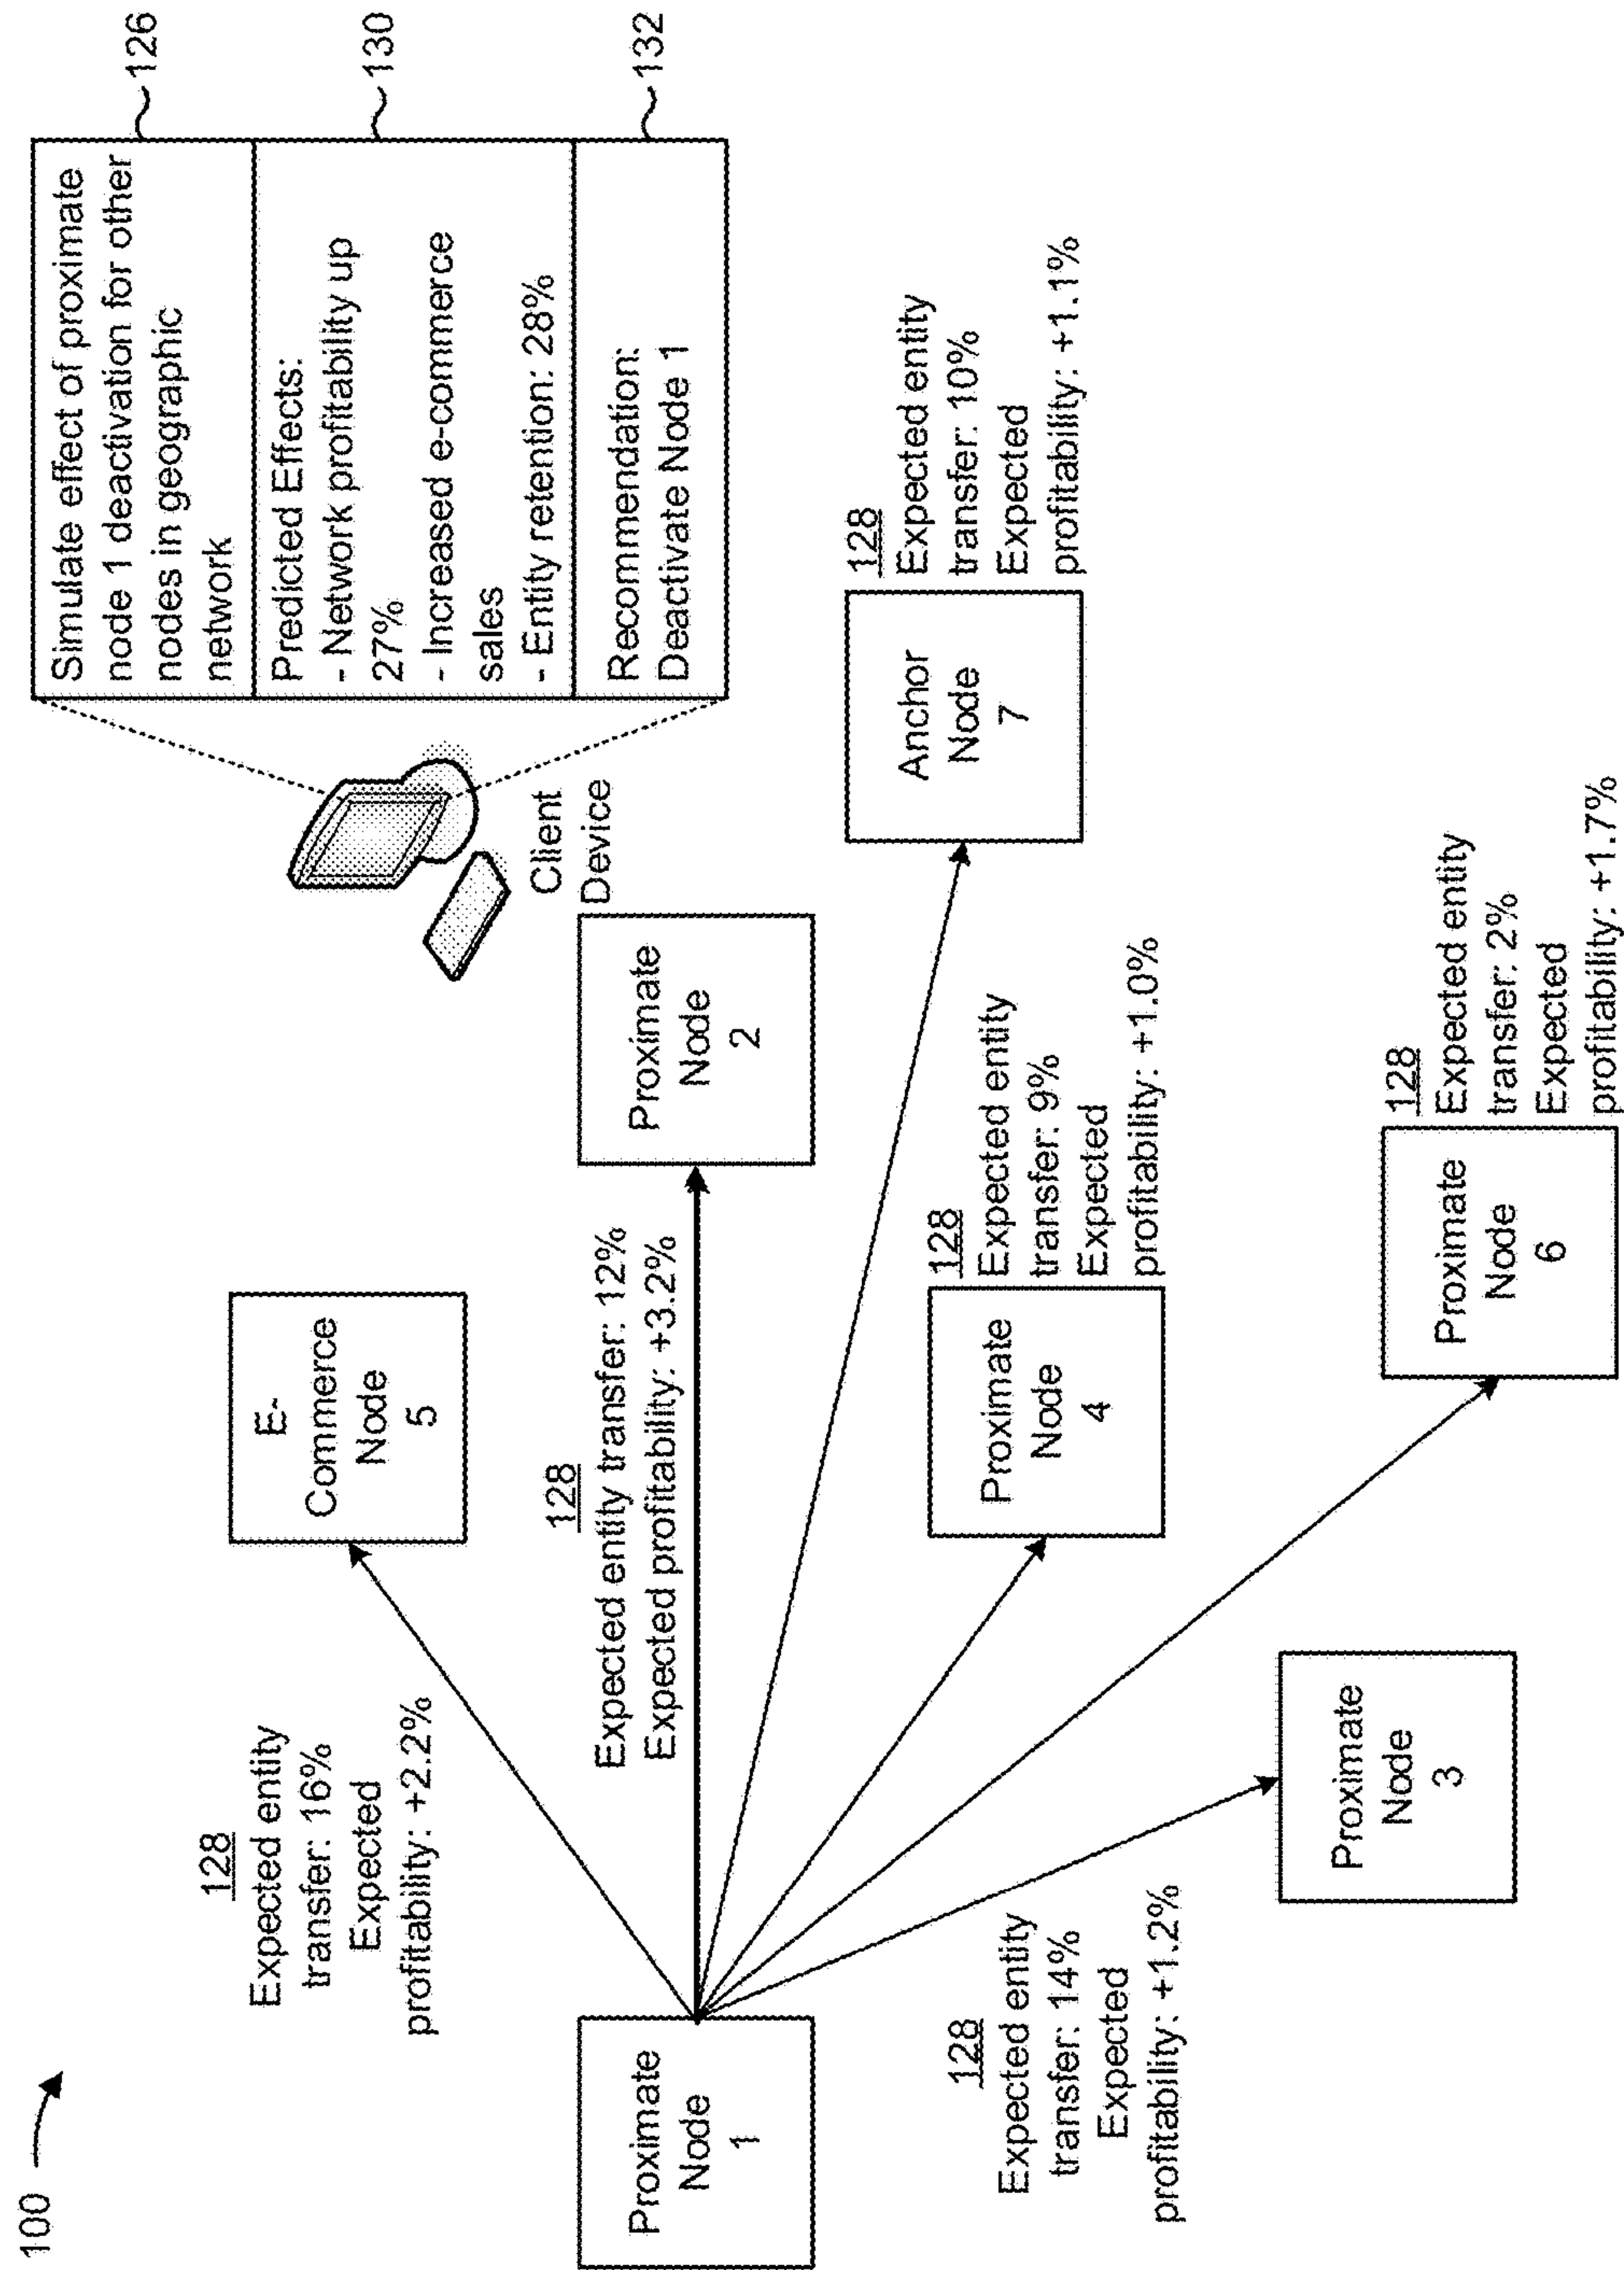 100
Simulate effect of proximate
node 1 deactivation for other
nodes in geographic
network
126
Predicted Effects:
- Network profitability up
27%
- Increased e-commerce
sales
- Entity retention: 28%
130
Recommendation:
Deactivate Node 1
132
Client
Device
128
Expected entity
transfer: 16%
Expected
profitability: +2.2%
E-
Commerce
Node
5
128
Expected entity transfer: 12%
Expected profitability: +3.2%
Proximate
Node
2
Proximate
Node
1
Anchor
Node
7
128
Expected entity
transfer: 10%
Expected
profitability: +1.1%
Proximate
Node
4
128
Expected entity
transfer: 9%
Expected
profitability: +1.0%
128
Expected entity
transfer: 14%
Expected
profitability: +1.2%
Proximate
Node
3
Proximate
Node
6
128
Expected entity
transfer: 2%
Expected
profitability: +1.7%